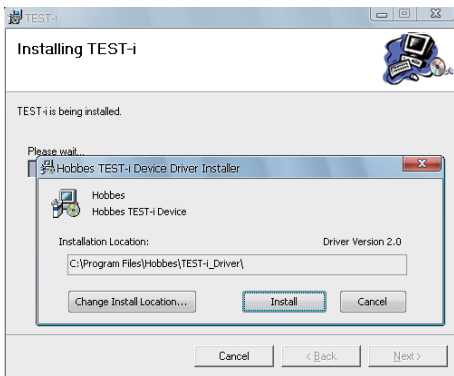 TEST-i
Installing TEST-i
TEST-i is being installed.
Please wait...
Hobbes TEST-i Device Driver Installer
Hobbes
Hobbes TEST-i Device
Installation Location:
Driver Version 2.0
C:\Program Files\Hobbes\TEST-i_Driver\
Change Install Location...
Install
Cancel
Cancel
< Back
Next >